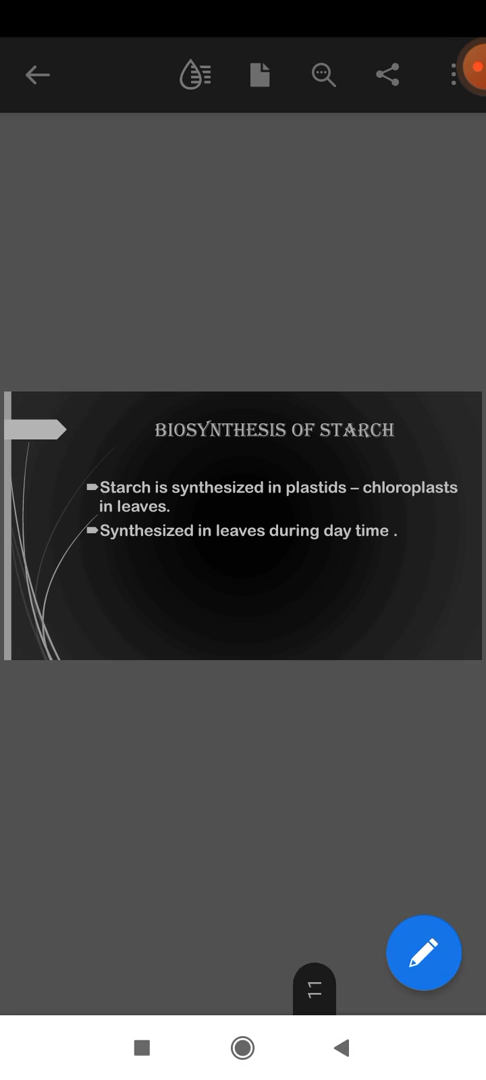 BIOSYNTHESIS OF STARCH
Starch is synthesized in plastids – chloroplasts
in leaves.
Synthesized in leaves during day time .
11